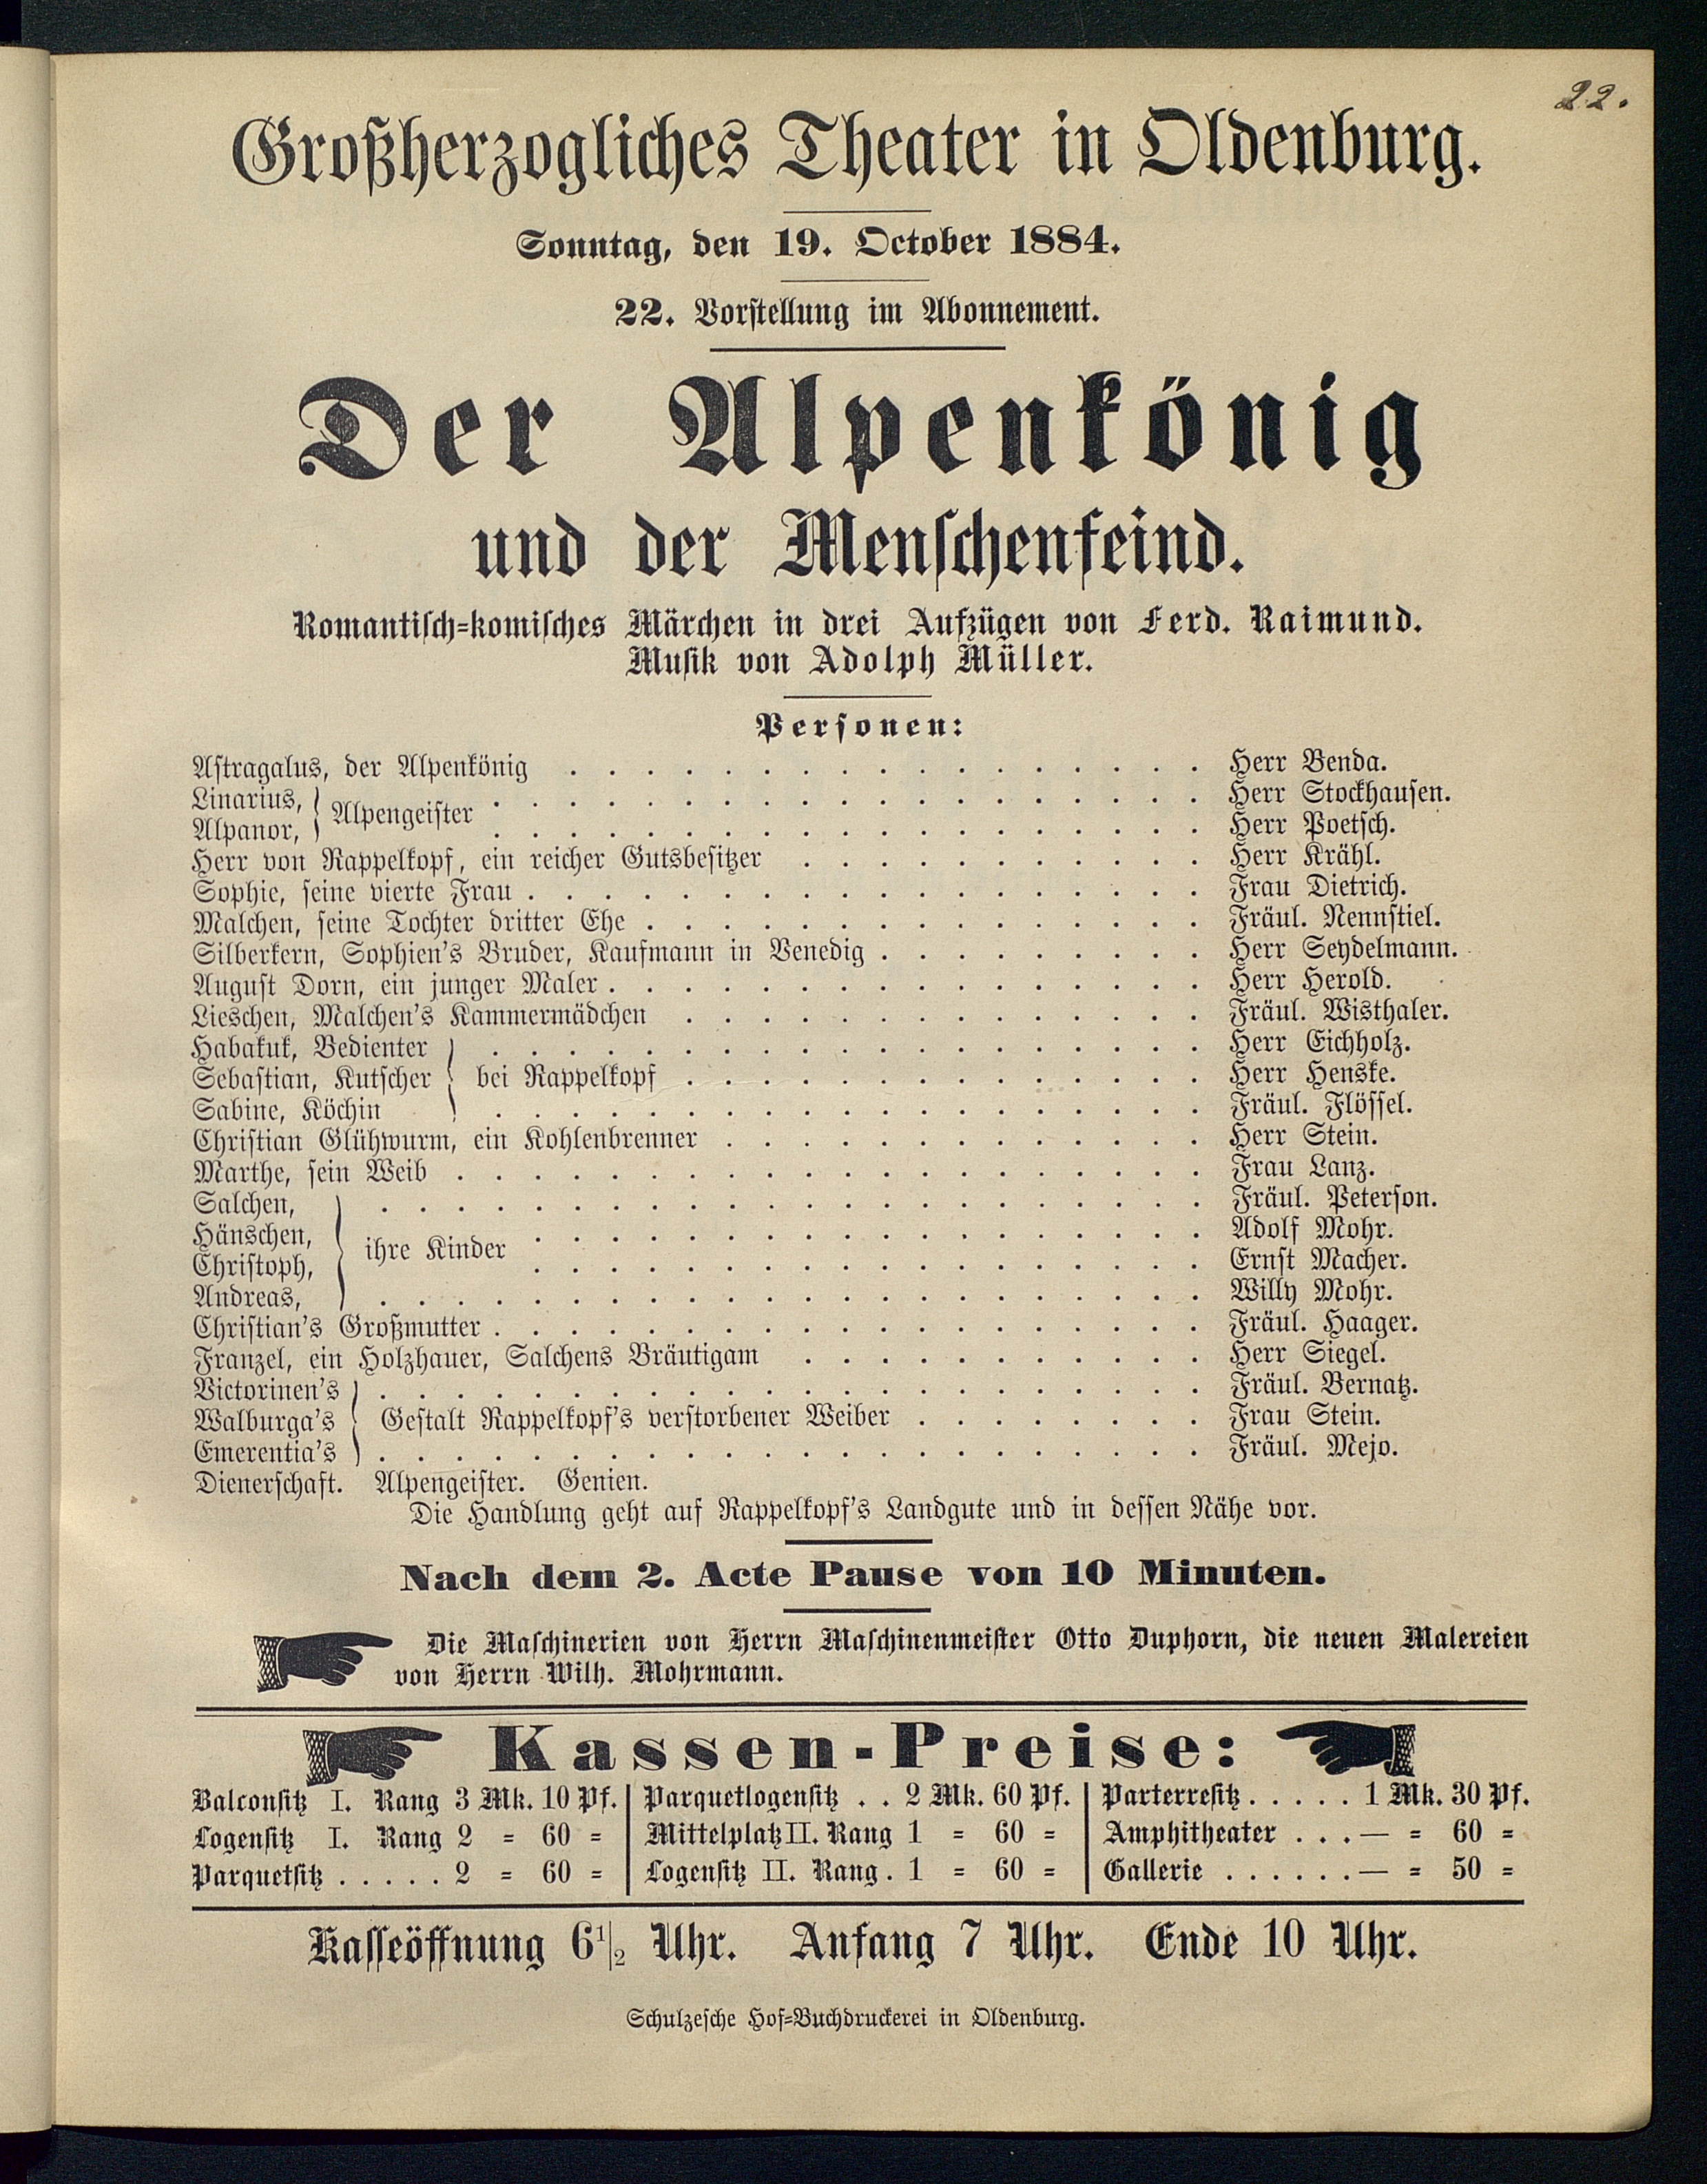 22.
Großherzogliches Theater in Oldenburg.
Sonntag, den 19. October 1884.
22. Vorstellung im Abonnement.
Der Alpenkönig
und der Menschenfeind.
Romantisch-komisches Märchen in drei Aufzügen von Ferd. Raimund.
Musik von Adolph Müller.
Personen:
Astragalus, der Alpenkönig . . . . . . . . . . . . . . . . . Herr Benda.
Linarius, } Alpengeister . . . . . . . . . . . . . . . . . . . Herr Stockhausen.
Alpanor, } . . . . . . . . . . . . . . . . . . . Herr Poetsch.
Herr von Rappelkopf, ein reicher Gutsbesitzer . . . . . . . . . . . Herr Krähl.
Sophie, seine vierte Frau . . . . . . . . . . . . . . . . . . Frau Dietrich.
Malchen, seine Tochter dritter Ehe . . . . . . . . . . . . . . . Fräul. Nennstiel.
Silberkern, Sophien's Bruder, Kaufmann in Venedig . . . . . . . . . Herr Seydelmann.
August Dorn, ein junger Maler . . . . . . . . . . . . . . . . Herr Herold.
Lieschen, Malchen's Kammermädchen . . . . . . . . . . . . . . Fräul. Wisthaler.
Habakuk, Bedienter } . . . . . . . . . . . . . . . . . . . Herr Eichholz.
Sebastian, Kutscher } bei Rappelkopf . . . . . . . . . . . . . . Herr Henske.
Sabine, Köchin } . . . . . . . . . . . . . . . . . . . Fräul. Flössel.
Christian Glühwurm, ein Kohlenbrenner . . . . . . . . . . . . . Herr Stein.
Marthe, sein Weib . . . . . . . . . . . . . . . . . . . . Frau Lanz.
Salchen, } . . . . . . . . . . . . . . . . . . . . . . Fräul. Peterson.
Hänschen, } ihre Kinder . . . . . . . . . . . . . . . . . . Adolf Mohr.
Christoph, } . . . . . . . . . . . . . . . . . . Ernst Macher.
Andreas, } . . . . . . . . . . . . . . . . . . . . . . Willy Mohr.
Christian's Großmutter . . . . . . . . . . . . . . . . . . . Fräul. Haager.
Franzel, ein Holzhauer, Salchens Bräutigam . . . . . . . . . . . Herr Siegel.
Victorinen's } . . . . . . . . . . . . . . . . . . . . . . Fräul. Bernatz.
Walburga's } Gestalt Rappelkopf's verstorbener Weiber . . . . . . . . Frau Stein.
Emerentia's } . . . . . . . . . . . . . . . . . . . . . . Fräul. Mejo.
Dienerschaft. Alpengeister. Genien.
Die Handlung geht auf Rappelkopf's Landgute und in dessen Nähe vor.
Nach dem 2. Acte Pause von 10 Minuten.
Die Maschinerien von Herrn Maschinenmeister Otto Duphorn, die neuen Malereien
von Herrn Wilh. Mohrmann.
Kassen-Preise:
Balconsitz I. Rang 3 Mk. 10 Pf. | Parquetlogensitz . . 2 Mk. 60 Pf. | Parterresitz . . . . . 1 Mk. 30 Pf.
Logensitz I. Rang 2 = 60 = | Mittelplatz II. Rang 1 = 60 = | Amphitheater . . . — = 60 =
Parquetsitz . . . . . 2 = 60 = | Logensitz II. Rang . 1 = 60 = | Gallerie . . . . . . — = 50 =
Kasseöffnung 6 1/2 Uhr. Anfang 7 Uhr. Ende 10 Uhr.
Schulzesche Hof-Buchdruckerei in Oldenburg.